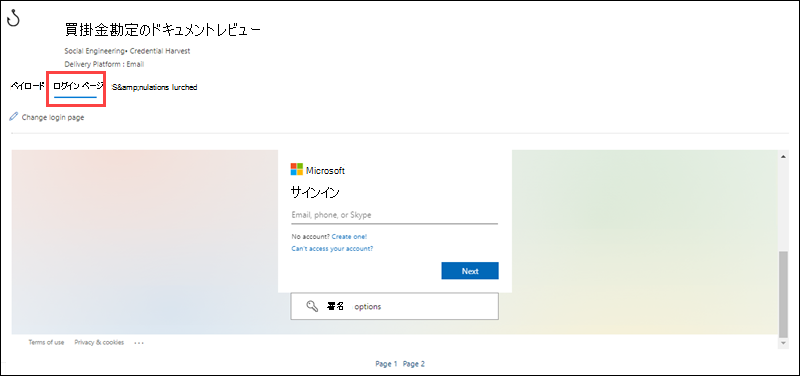 買掛金勘定のドキュメントレビュー
Social Engineering• Credential Harvest
Delivery Platform : Email
ペイロード ログイン ページ S&amp;nulations lurched
Change login page
Microsoft
サインイン
Email, phone, or Skype
No account? Create one!
Can't access your account?
Next
署名 options
Terms of use Privacy & cookies ...
Page 1 Page 2